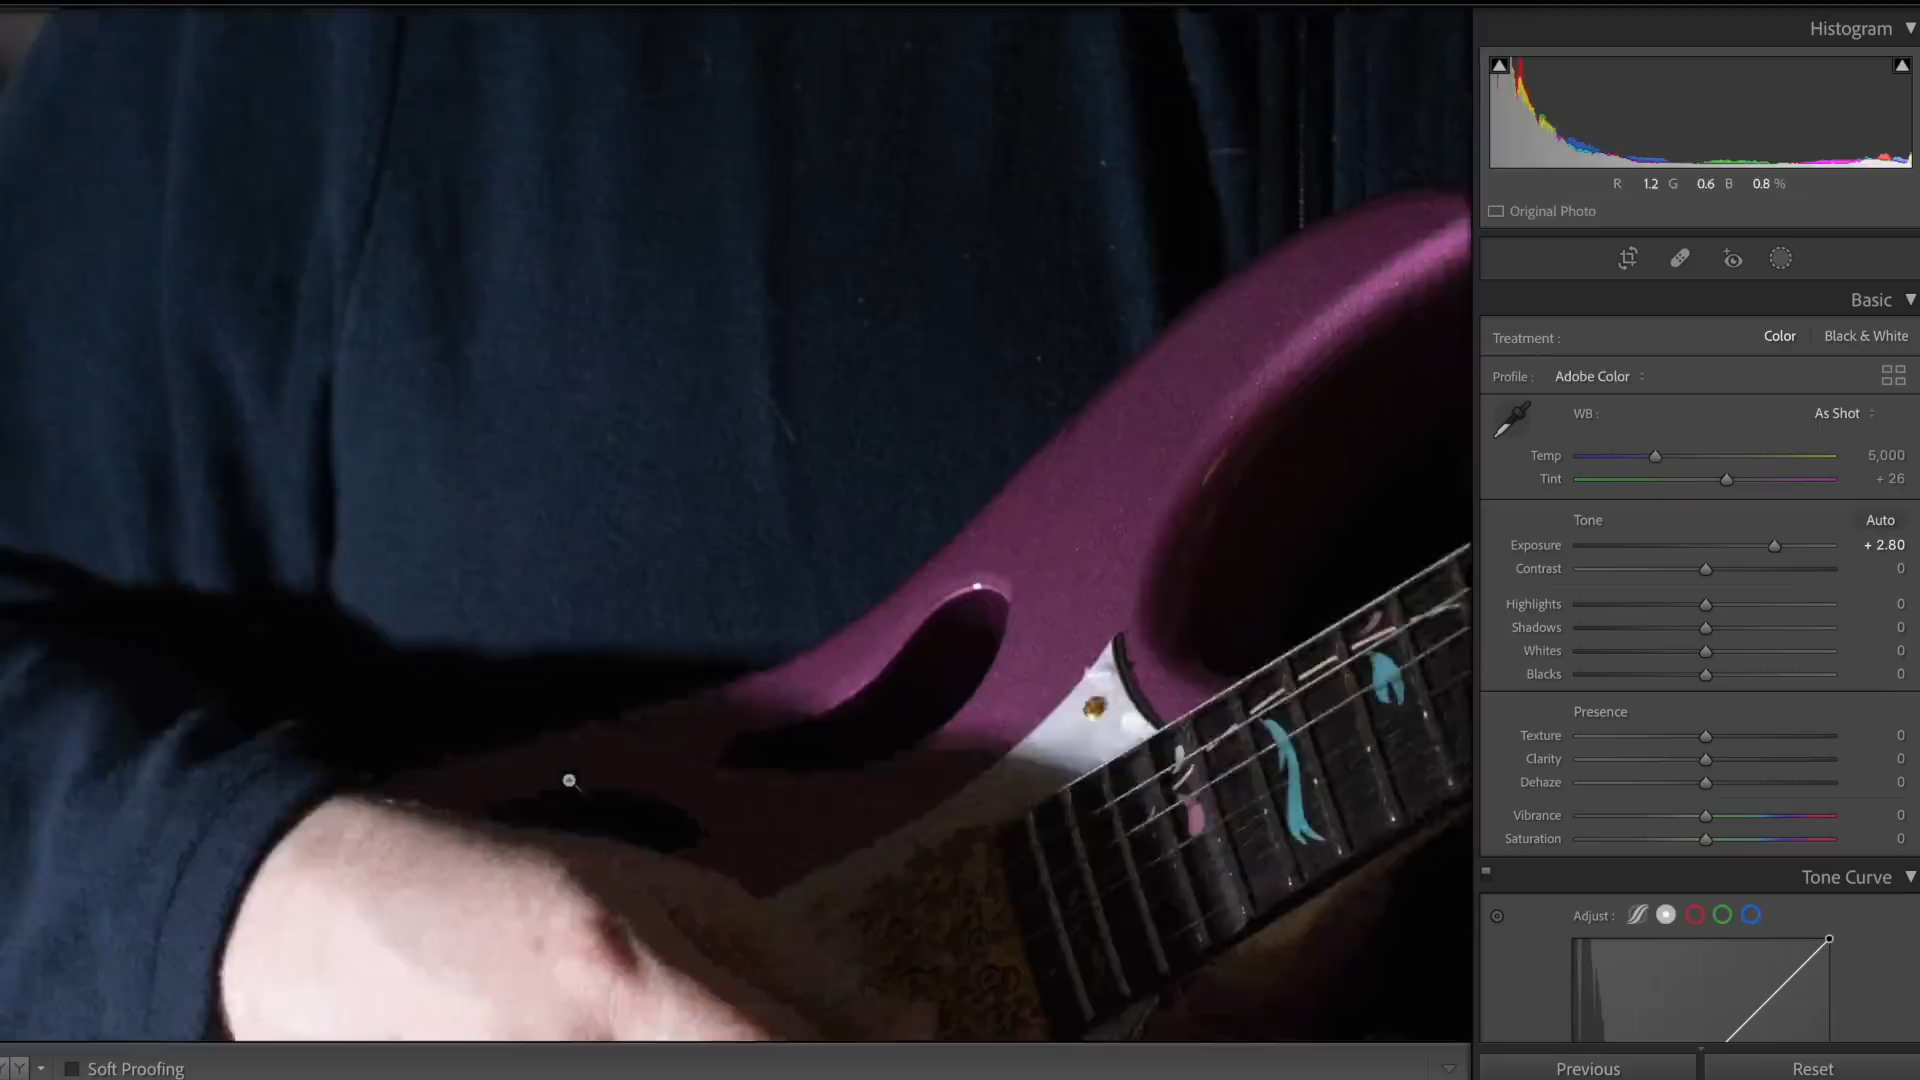 Histogram
R 1.2 G 0.6 B 0.8 %
Original Photo
Basic
Treatment : Color Black & White
Profile : Adobe Color
WB : As Shot
Temp 5,000
Tint + 26
Tone Auto
Exposure + 2.80
Contrast 0
Highlights 0
Shadows 0
Whites 0
Blacks 0
Presence
Texture 0
Clarity 0
Dehaze 0
Vibrance 0
Saturation 0
Tone Curve
Adjust :
Y Soft Proofing
Previous Reset